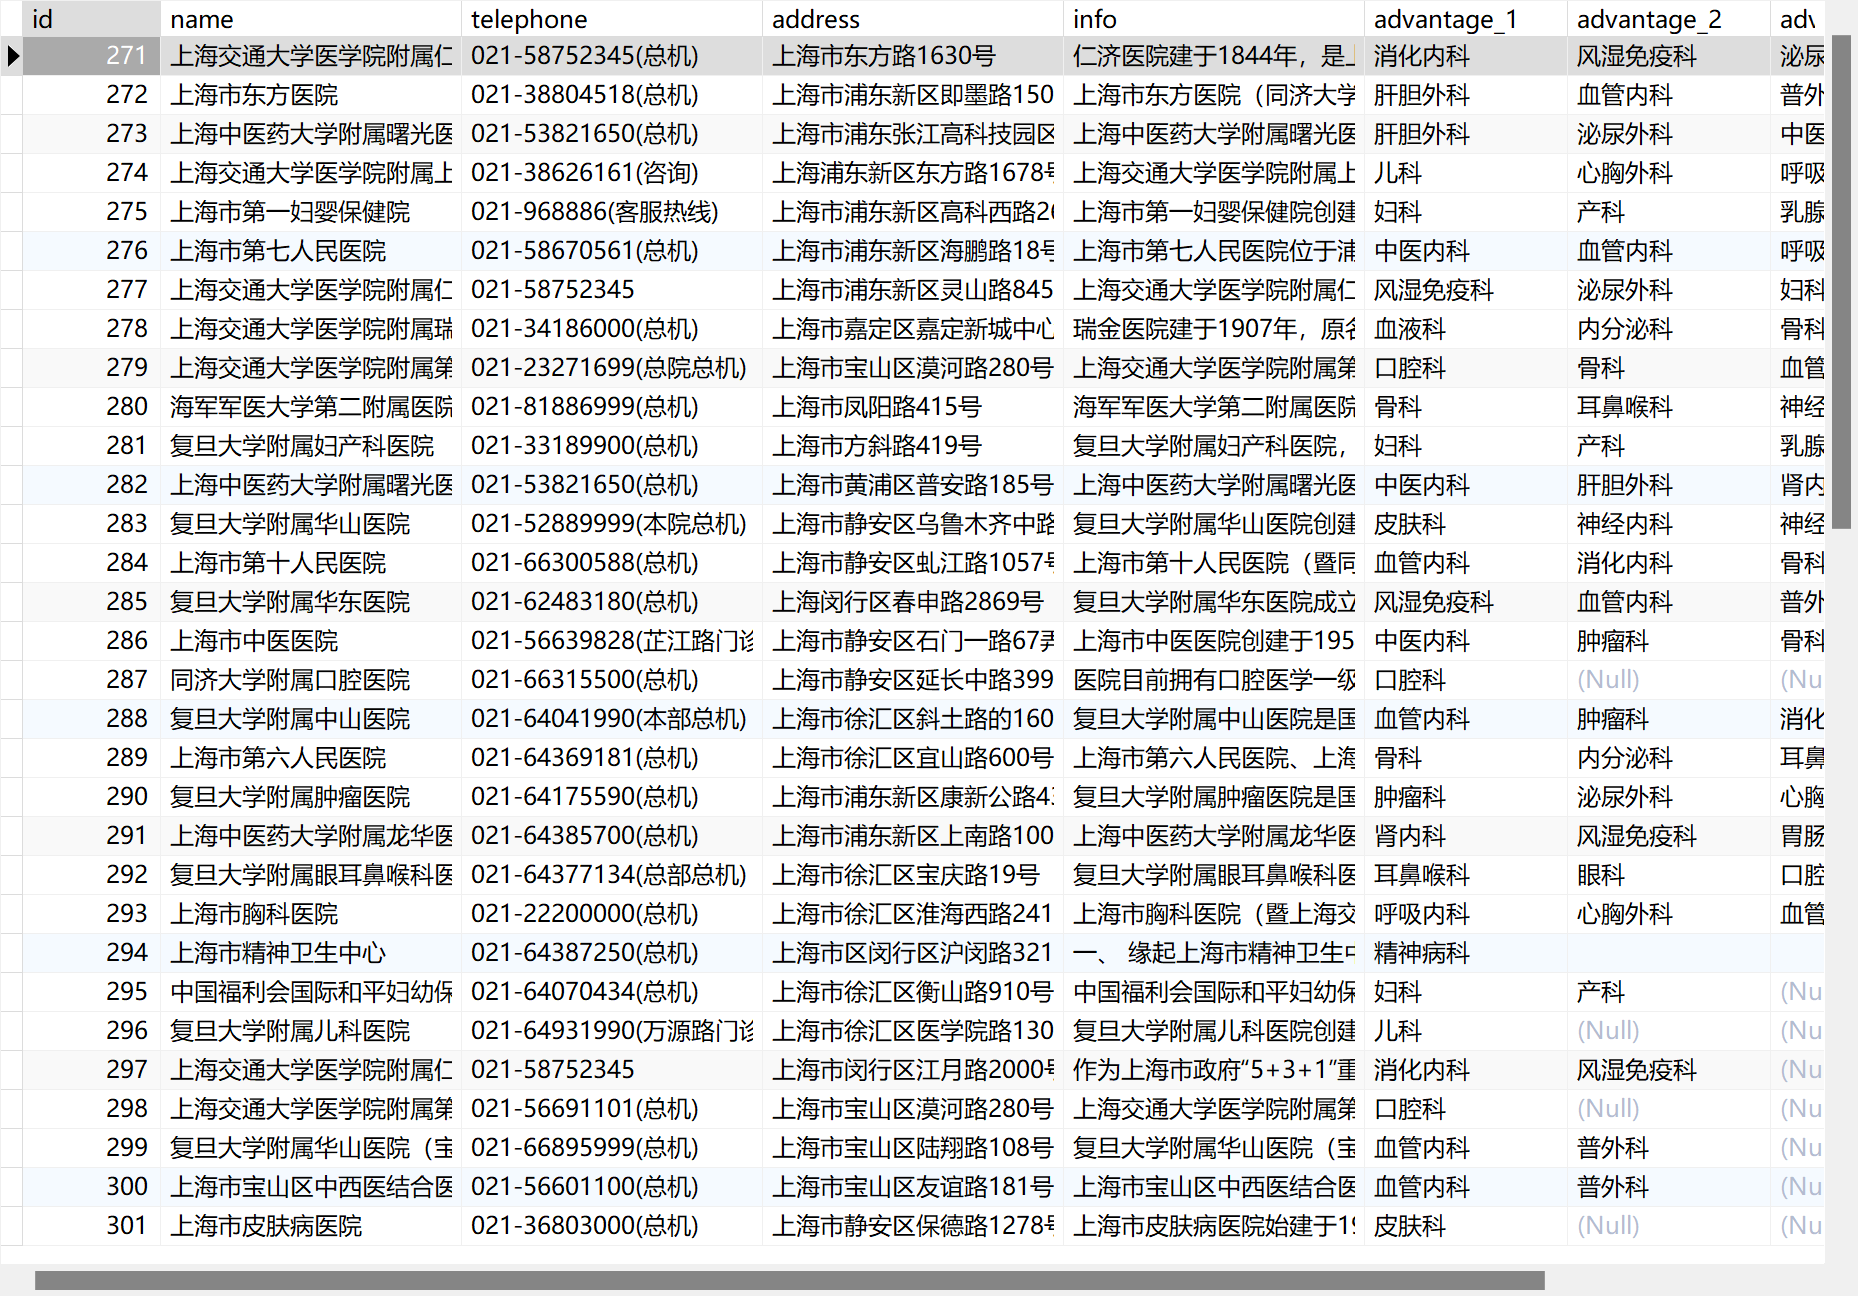 id name telephone address info advantage_1 advantage_2 adv
271 上海交通大学医学院附属仁 021-58752345(总机) 上海市东方路1630号 仁济医院建于1844年，是上 消化内科 风湿免疫科 泌尿
272 上海市东方医院 021-38804518(总机) 上海市浦东新区即墨路150 上海市东方医院（同济大学 肝胆外科 血管内科 普外
273 上海中医药大学附属曙光医 021-53821650(总机) 上海市浦东张江高科技园区 上海中医药大学附属曙光医 肝胆外科 泌尿外科 中医
274 上海交通大学医学院附属上 021-38626161(咨询) 上海浦东新区东方路1678号 上海交通大学医学院附属上 儿科 心胸外科 呼吸
275 上海市第一妇婴保健院 021-968886(客服热线) 上海市浦东新区高科西路26 上海市第一妇婴保健院创建 妇科 产科 乳腺
276 上海市第七人民医院 021-58670561(总机) 上海市浦东新区海鹏路18号 上海市第七人民医院位于浦 中医内科 血管内科 呼吸
277 上海交通大学医学院附属仁 021-58752345 上海市浦东新区灵山路845 上海交通大学医学院附属仁 风湿免疫科 泌尿外科 妇科
278 上海交通大学医学院附属瑞 021-34186000(总机) 上海市嘉定区嘉定新城中心 瑞金医院建于1907年，原名 血液科 内分泌科 骨科
279 上海交通大学医学院附属第 021-23271699(总院总机) 上海市宝山区漠河路280号 上海交通大学医学院附属第 口腔科 骨科 血管
280 海军军医大学第二附属医院 021-81886999(总机) 上海市凤阳路415号 海军军医大学第二附属医院 骨科 耳鼻喉科 神经
281 复旦大学附属妇产科医院 021-33189900(总机) 上海市方斜路419号 复旦大学附属妇产科医院， 妇科 产科 乳腺
282 上海中医药大学附属曙光医 021-53821650(总机) 上海市黄浦区普安路185号 上海中医药大学附属曙光医 中医内科 肝胆外科 肾内
283 复旦大学附属华山医院 021-52889999(本院总机) 上海市静安区乌鲁木齐中路 复旦大学附属华山医院创建 皮肤科 神经内科 神经
284 上海市第十人民医院 021-66300588(总机) 上海市静安区虬江路1057号 上海市第十人民医院（暨同 血管内科 消化内科 骨科
285 复旦大学附属华东医院 021-62483180(总机) 上海闵行区春申路2869号 复旦大学附属华东医院成立 风湿免疫科 血管内科 普外
286 上海市中医医院 021-56639828(芷江路门诊 上海市静安区石门一路67弄 上海市中医医院创建于195 中医内科 肿瘤科 骨科
287 同济大学附属口腔医院 021-66315500(总机) 上海市静安区延长中路399 医院目前拥有口腔医学一级 口腔科 (Null) (Nu
288 复旦大学附属中山医院 021-64041990(本部总机) 上海市徐汇区斜土路的160 复旦大学附属中山医院是国 血管内科 肿瘤科 消化
289 上海市第六人民医院 021-64369181(总机) 上海市徐汇区宜山路600号 上海市第六人民医院、上海 骨科 内分泌科 耳鼻
290 复旦大学附属肿瘤医院 021-64175590(总机) 上海市浦东新区康新公路43 复旦大学附属肿瘤医院是国 肿瘤科 泌尿外科 心胸
291 上海中医药大学附属龙华医 021-64385700(总机) 上海市浦东新区上南路100 上海中医药大学附属龙华医 肾内科 风湿免疫科 胃肠
292 复旦大学附属眼耳鼻喉科医 021-64377134(总部总机) 上海市徐汇区宝庆路19号 复旦大学附属眼耳鼻喉科医 耳鼻喉科 眼科 口腔
293 上海市胸科医院 021-22200000(总机) 上海市徐汇区淮海西路241 上海市胸科医院（暨上海交 呼吸内科 心胸外科 血管
294 上海市精神卫生中心 021-64387250(总机) 上海市区闵行区沪闵路321 一、 缘起上海市精神卫生中 精神病科
295 中国福利会国际和平妇幼保 021-64070434(总机) 上海市徐汇区衡山路910号 中国福利会国际和平妇幼保 妇科 产科 (Nu
296 复旦大学附属儿科医院 021-64931990(万源路门诊 上海市徐汇区医学院路130 复旦大学附属儿科医院创建 儿科 (Null) (Nu
297 上海交通大学医学院附属仁 021-58752345 上海市闵行区江月路2000号 作为上海市政府“5+3+1”重 消化内科 风湿免疫科 (Nu
298 上海交通大学医学院附属第 021-56691101(总机) 上海市宝山区漠河路280号 上海交通大学医学院附属第 口腔科 (Null) (Nu
299 复旦大学附属华山医院（宝 021-66895999(总机) 上海市宝山区陆翔路108号 复旦大学附属华山医院（宝 血管内科 普外科 (Nu
300 上海市宝山区中西医结合医 021-56601100(总机) 上海市宝山区友谊路181号 上海市宝山区中西医结合医 血管内科 普外科 (Nu
301 上海市皮肤病医院 021-36803000(总机) 上海市静安区保德路1278号 上海市皮肤病医院始建于19 皮肤科 (Null) (Nu